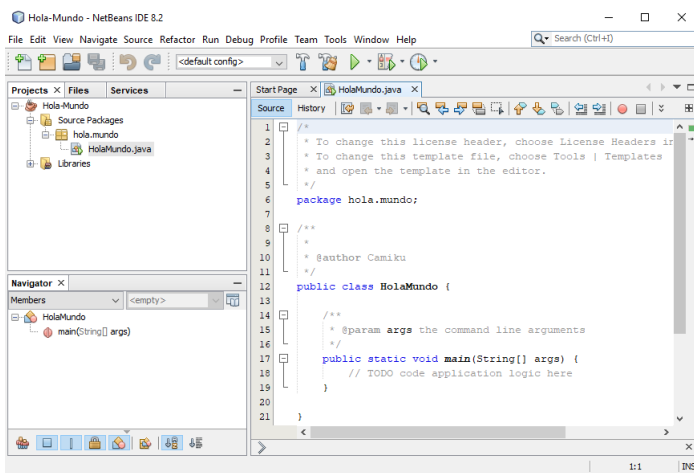 Hola-Mundo - NetBeans IDE 8.2
File Edit View Navigate Source Refactor Run Debug Profile Team Tools Window Help
Search (Ctrl+I)
<default config>
Projects Files Services
Hola-Mundo
Source Packages
hola.mundo
HolaMundo.java
Libraries
Navigator
Members <empty>
HolaMundo
main(String[] args)
Start Page HolaMundo.java
Source History
1 /*
2 * To change this license header, choose License Headers in
3 * To change this template file, choose Tools | Templates
4 * and open the template in the editor.
5 */
6 package hola.mundo;
7
8 /**
9 *
10 * @author Camiku
11 */
12 public class HolaMundo {
13
14 /**
15 * @param args the command line arguments
16 */
17 public static void main(String[] args) {
18 // TODO code application logic here
19 }
20
21 }
1:1 INS